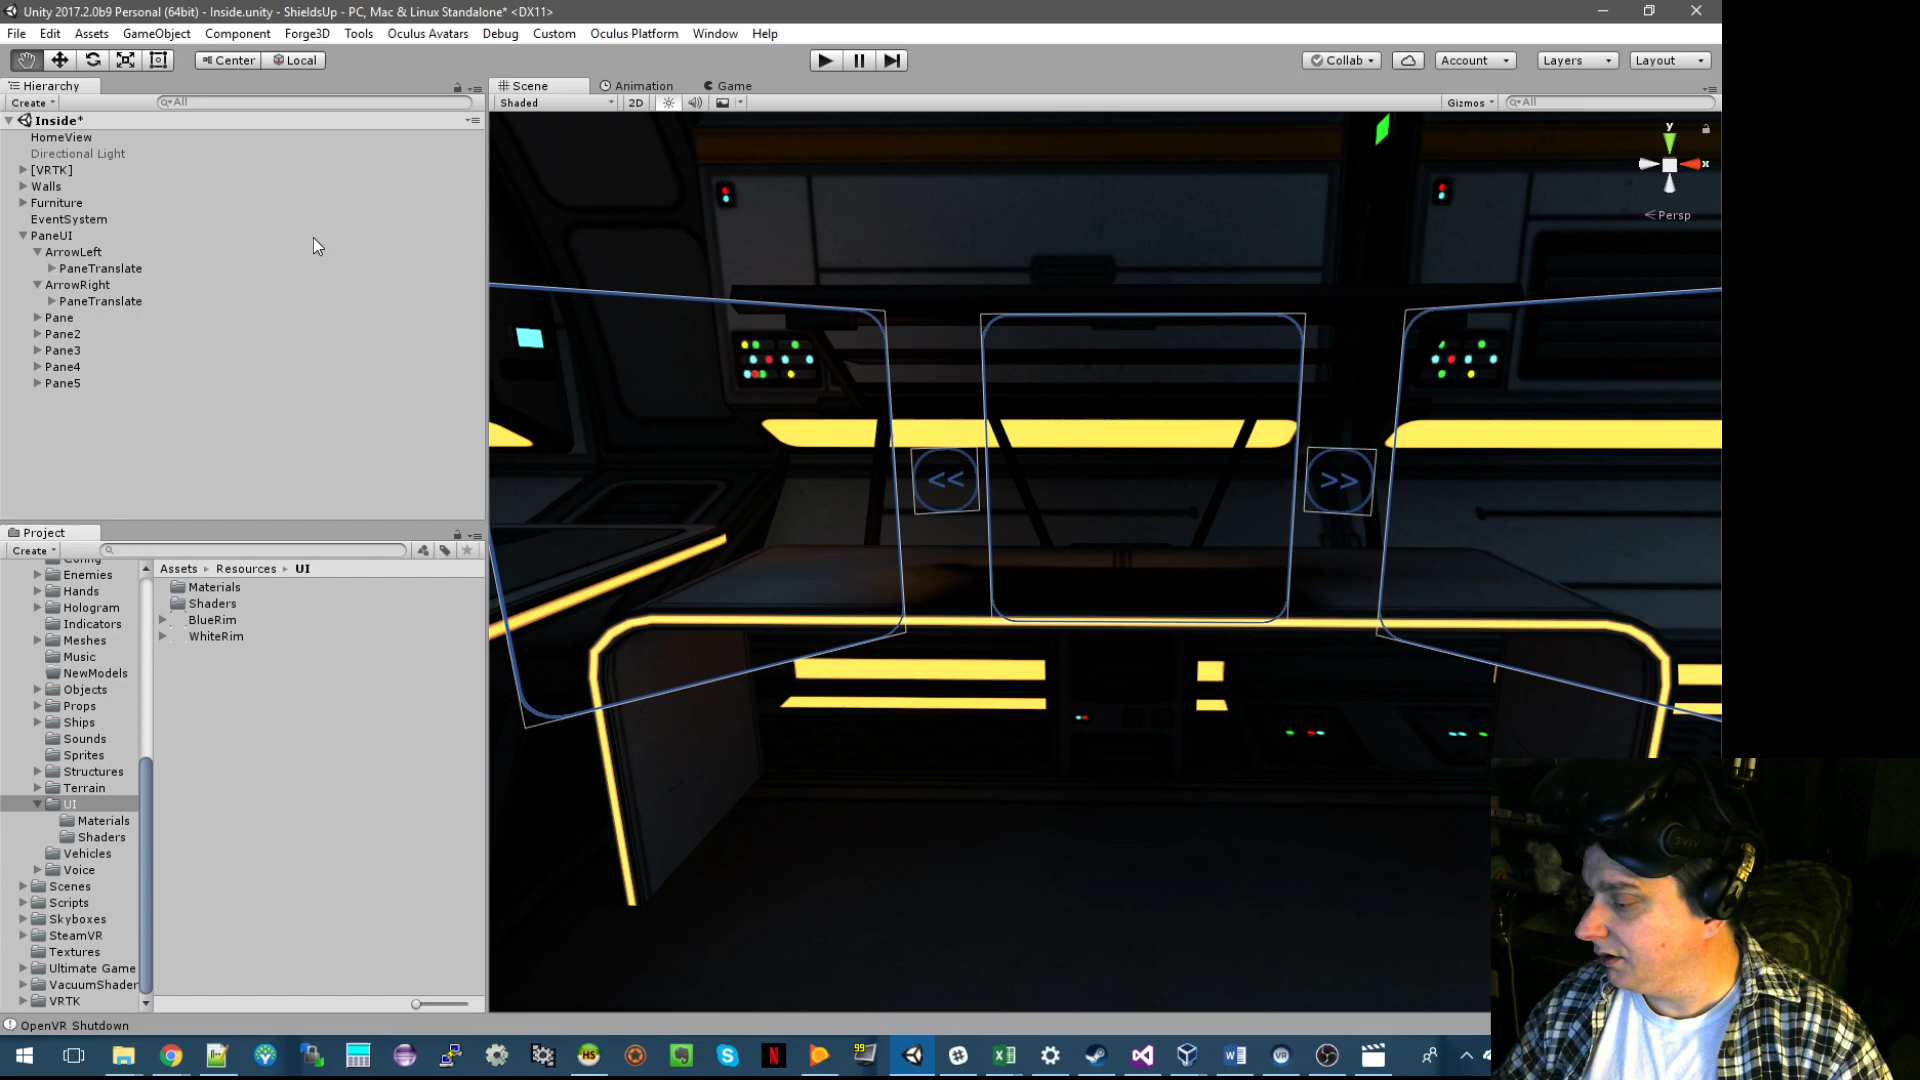 Unity 2017.2.0b9 Personal (64bit) - Inside.unity - ShieldsUp - PC, Mac & Linux Standalone* <DX11>
File Edit Assets GameObject Component Forge3D Tools Oculus Avatars Debug Custom Oculus Platform Window Help
Center Local Collab Account Layers Layout
Hierarchy
Create All
Inside*
HomeView
Directional Light
[VRTK]
Walls
Furniture
EventSystem
PaneUI
ArrowLeft
PaneTranslate
ArrowRight
PaneTranslate
Pane
Pane2
Pane3
Pane4
Pane5
Scene Animation Game
Shaded 2D Gizmos All
y
x
Persp
<< >>
Project
Create
Config
Enemies
Hands
Hologram
Indicators
Meshes
Music
NewModels
Objects
Props
Ships
Sounds
Sprites
Structures
Terrain
UI
Materials
Shaders
Vehicles
Voice
Scenes
Scripts
Skyboxes
SteamVR
Textures
Ultimate Game
VacuumShader
VRTK
Assets Resources UI
Materials
Shaders
BlueRim
WhiteRim
OpenVR Shutdown
VIVE
HS
N
99
VR